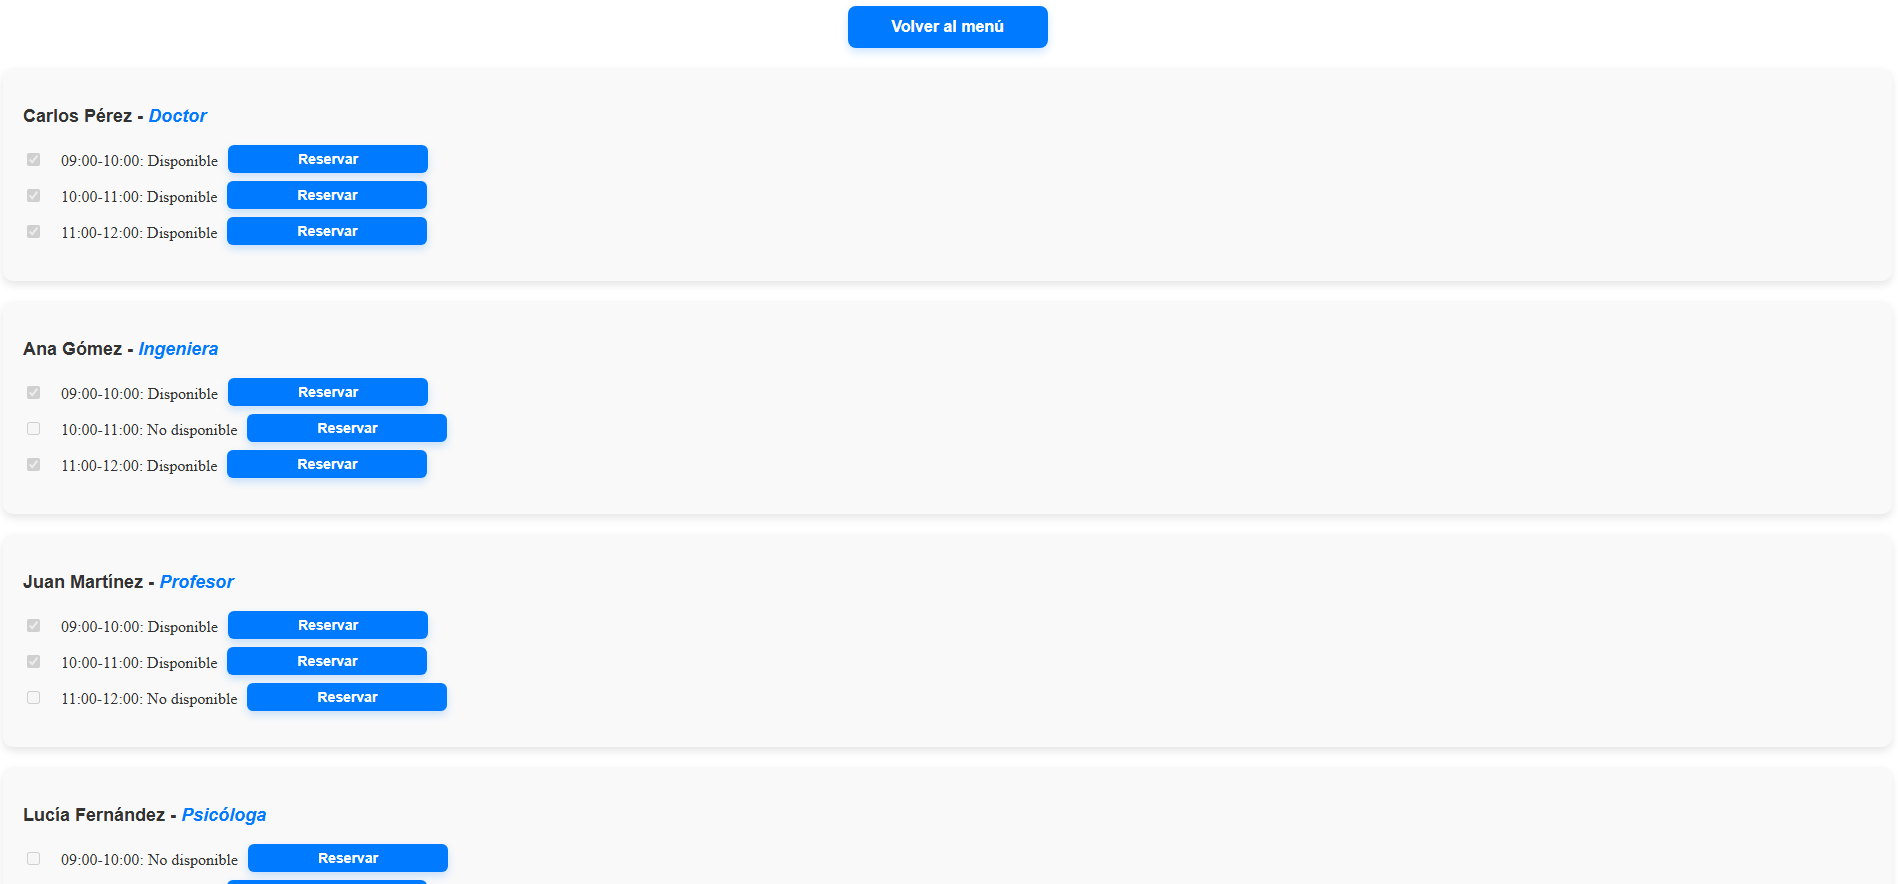 Volver al menú
Carlos Pérez - Doctor
09:00-10:00: Disponible Reservar
10:00-11:00: Disponible Reservar
11:00-12:00: Disponible Reservar
Ana Gómez - Ingeniera
09:00-10:00: Disponible Reservar
10:00-11:00: No disponible Reservar
11:00-12:00: Disponible Reservar
Juan Martínez - Profesor
09:00-10:00: Disponible Reservar
10:00-11:00: Disponible Reservar
11:00-12:00: No disponible Reservar
Lucía Fernández - Psicóloga
09:00-10:00: No disponible Reservar